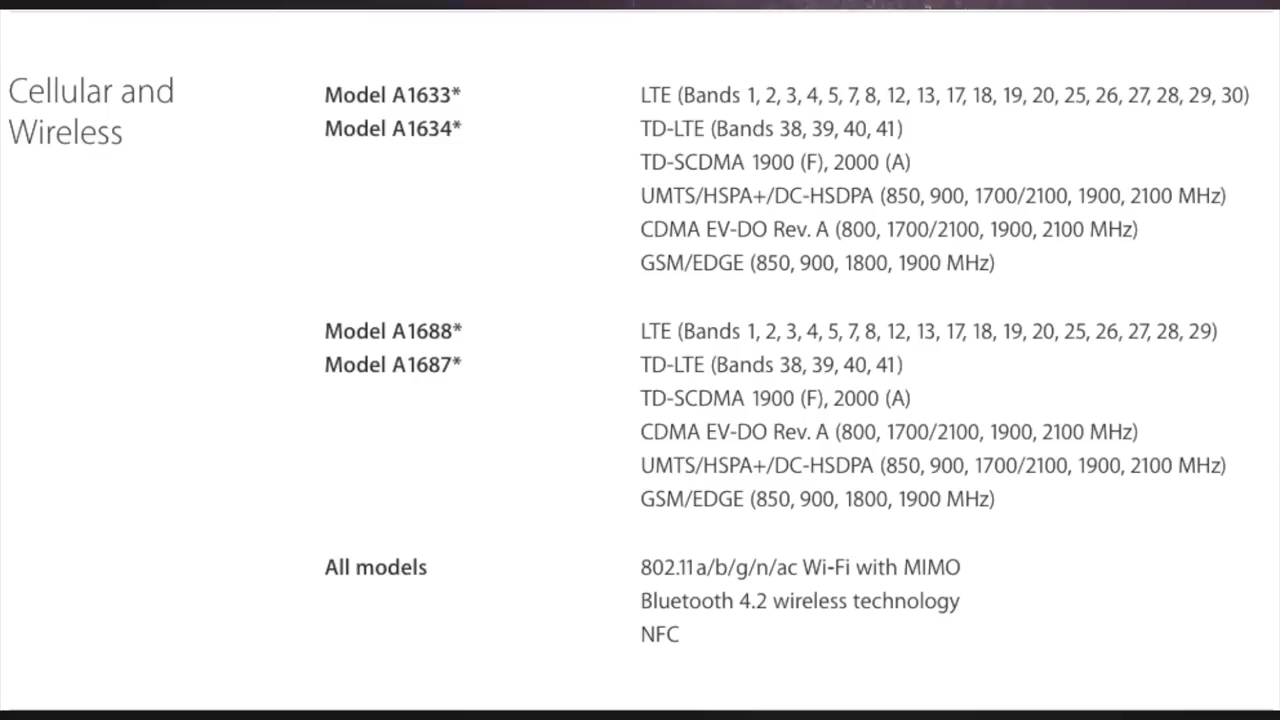 Cellular and
Wireless
Model A1633*
Model A1634*
LTE (Bands 1, 2, 3, 4, 5, 7, 8, 12, 13, 17, 18, 19, 20, 25, 26, 27, 28, 29, 30)
TD-LTE (Bands 38, 39, 40, 41)
TD-SCDMA 1900 (F), 2000 (A)
UMTS/HSPA+/DC-HSDPA (850, 900, 1700/2100, 1900, 2100 MHz)
CDMA EV-DO Rev. A (800, 1700/2100, 1900, 2100 MHz)
GSM/EDGE (850, 900, 1800, 1900 MHz)
Model A1688*
Model A1687*
LTE (Bands 1, 2, 3, 4, 5, 7, 8, 12, 13, 17, 18, 19, 20, 25, 26, 27, 28, 29)
TD-LTE (Bands 38, 39, 40, 41)
TD-SCDMA 1900 (F), 2000 (A)
CDMA EV-DO Rev. A (800, 1700/2100, 1900, 2100 MHz)
UMTS/HSPA+/DC-HSDPA (850, 900, 1700/2100, 1900, 2100 MHz)
GSM/EDGE (850, 900, 1800, 1900 MHz)
All models
802.11a/b/g/n/ac Wi-Fi with MIMO
Bluetooth 4.2 wireless technology
NFC